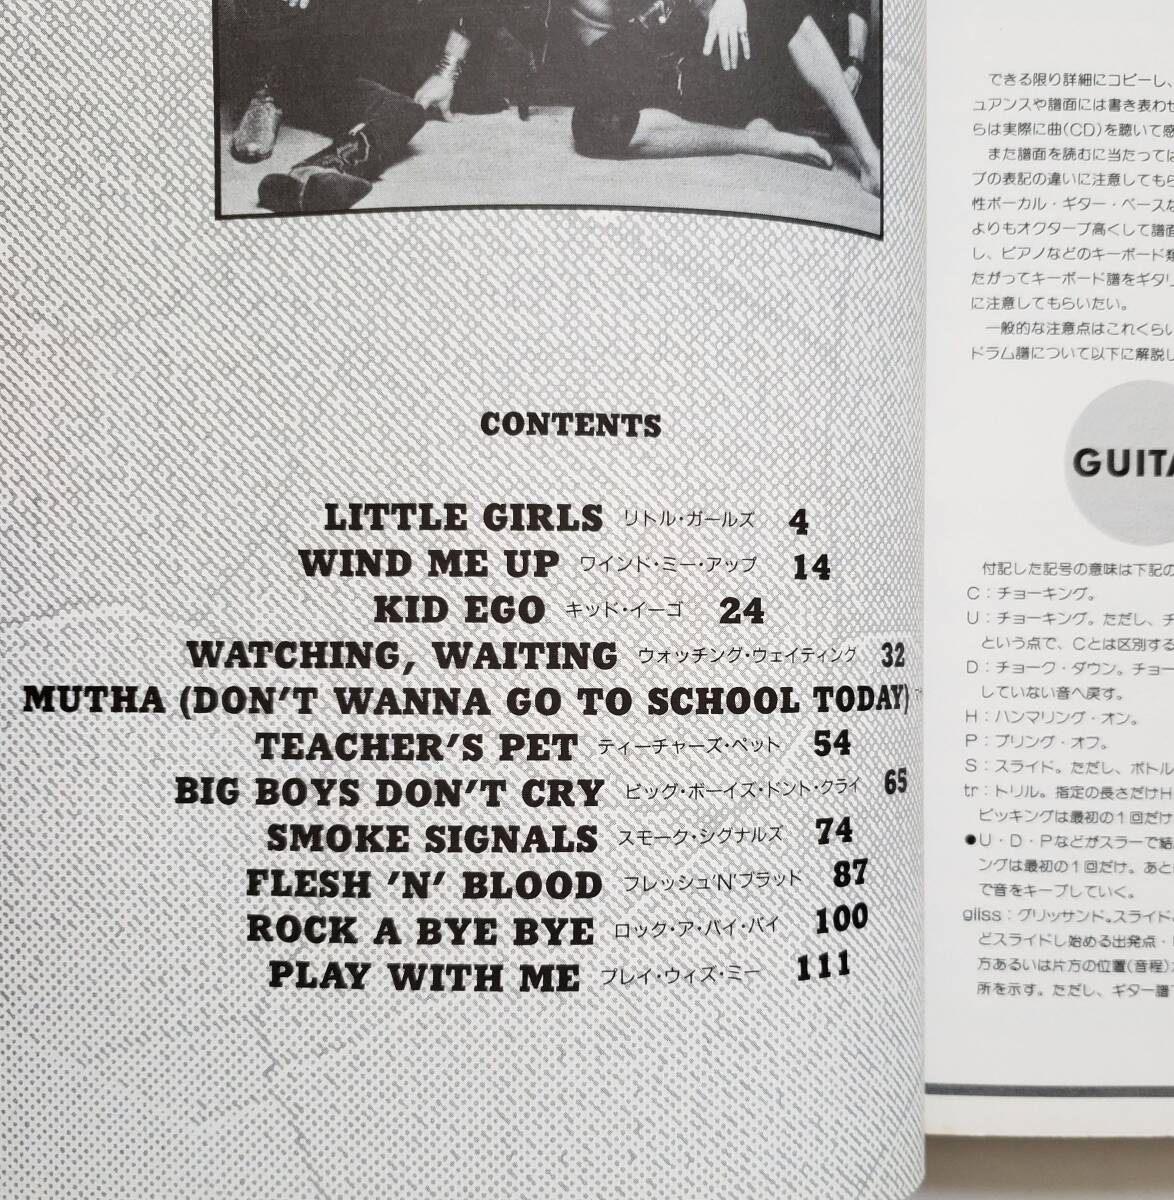 CONTENTS
LITTLE GIRLS リトル・ガールズ 4
WIND ME UP ワインド・ミー・アップ 14
KID EGO キッド・イーゴ 24
WATCHING, WAITING ウォッチング・ウェイティング 32
MUTHA (DON'T WANNA GO TO SCHOOL TODAY)
TEACHER'S PET ティーチャーズ・ペット 54
BIG BOYS DON'T CRY ビッグ・ボーイズ・ドント・クライ 65
SMOKE SIGNALS スモーク・シグナルズ 74
FLESH 'N' BLOOD フレッシュ'N'ブラッド 87
ROCK A BYE BYE ロック・ア・バイ・バイ 100
PLAY WITH ME プレイ・ウィズ・ミー 111
できる限り詳細にコピーし、
ュアンスや譜面には書き表わせ
らは実際に曲(CD)を聴いて感
また譜面を読むに当たっては
ブの表記の違いに注意してもら
性ボーカル・ギター・ベースな
よりもオクターブ高くして譜面
し、ピアノなどのキーボード類
たがってキーボード譜をギタリ
に注意してもらいたい。
一般的な注意点はこれくらい
ドラム譜について以下に解説し
GUITA
付記した記号の意味は下記の
C：チョーキング。
U：チョーキング。ただし、チ
という点で、Cとは区別する
D：チョーク・ダウン。チョー
していない音へ戻す。
H：ハンマリング・オン。
P：プリング・オフ。
S：スライド。ただし、ボトル
tr：トリル。指定の長さだけH
ピッキングは最初の1回だけ
●U・D・Pなどがスラーで結
ングは最初の1回だけ。あと
で音をキープしていく。
gliss：グリッサンド。スライド
どスライドし始める出発点・
方あるいは片方の位置(音程)
所を示す。ただし、ギター譜